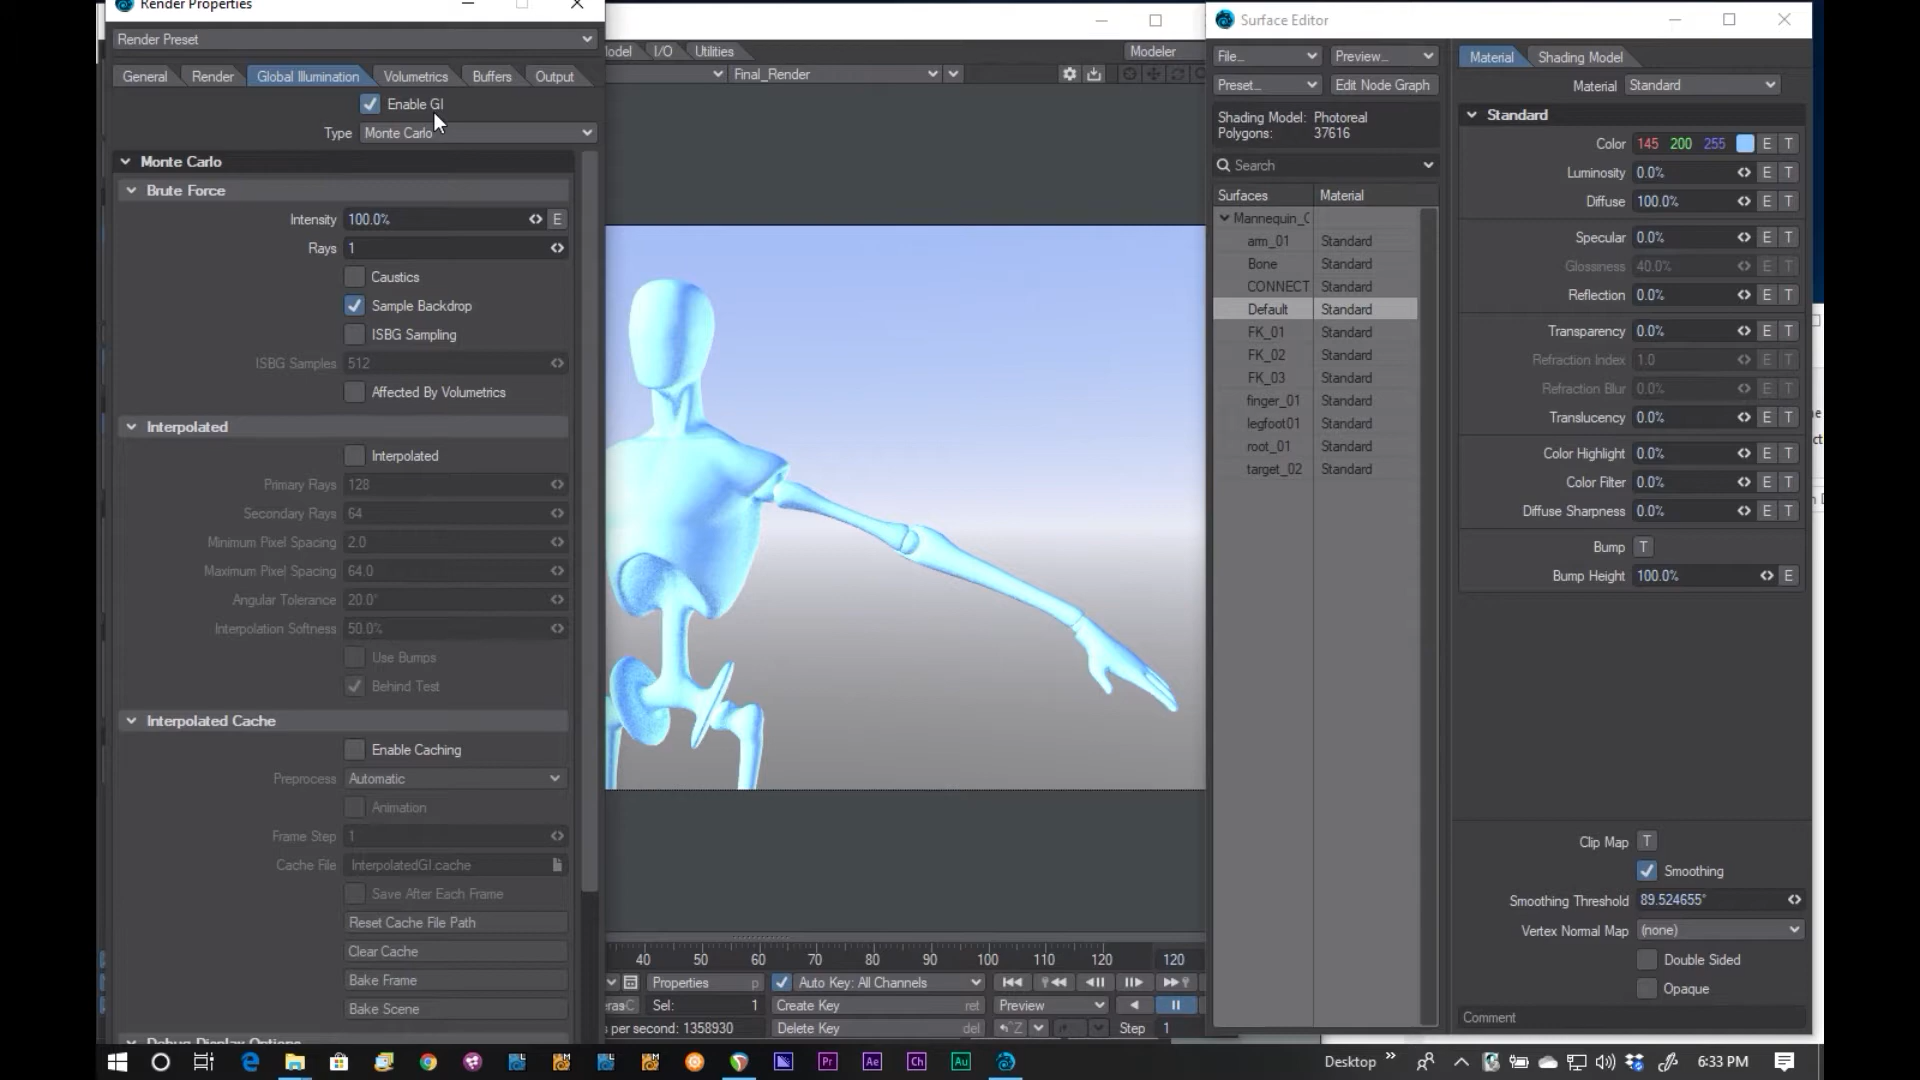 Render Properties
Render Preset
General Render Global Illumination Volumetrics Buffers Output
Enable GI
Type Monte Carlo
Monte Carlo
Brute Force
Intensity 100.0% E
Rays 1
Caustics
Sample Backdrop
ISBG Sampling
ISBG Samples 512
Affected By Volumetrics
Interpolated
Interpolated
Primary Rays 128
Secondary Rays 64
Minimum Pixel Spacing 2.0
Maximum Pixel Spacing 64.0
Angular Tolerance 20.0°
Interpolation Softness 50.0%
Use Bumps
Behind Test
Interpolated Cache
Enable Caching
Preprocess Automatic
Animation
Frame Step 1
Cache File InterpolatedGI.cache
Save After Each Frame
Reset Cache File Path
Clear Cache
Bake Frame
Bake Scene
Debug Display Options
odel I/O Utilities Modeler
Final_Render
40 50 60 70 80 90 100 110 120 120
Properties p Auto Key: All Channels
Sel: 1 Create Key ret Preview
s per second: 1358930 Delete Key del Z Step 1
Surface Editor
File... Preview...
Preset... Edit Node Graph
Shading Model: Photoreal
Polygons: 37616
Search
Surfaces Material
Mannequin_C
arm_01 Standard
Bone Standard
CONNECT Standard
Default Standard
FK_01 Standard
FK_02 Standard
FK_03 Standard
finger_01 Standard
legfoot01 Standard
root_01 Standard
target_02 Standard
Material Shading Model
Material Standard
Standard
Color 145 200 255 E T
Luminosity 0.0% E T
Diffuse 100.0% E T
Specular 0.0% E T
Glossiness 40.0% E T
Reflection 0.0% E T
Transparency 0.0% E T
Refraction Index 1.0 E T
Refraction Blur 0.0% E T
Translucency 0.0% E T
Color Highlight 0.0% E T
Color Filter 0.0% E T
Diffuse Sharpness 0.0% E T
Bump T
Bump Height 100.0% E
Clip Map T
Smoothing
Smoothing Threshold 89.524655°
Vertex Normal Map (none)
Double Sided
Opaque
Comment
Pr Ae Ch Au
Desktop 6:33 PM